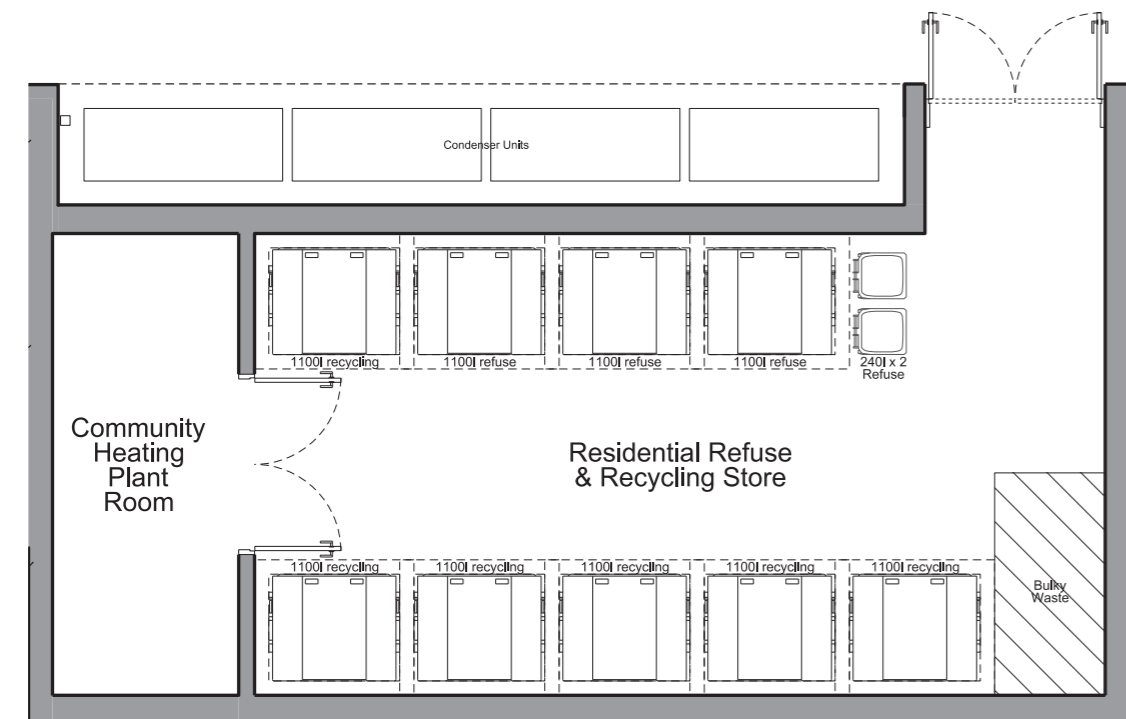 Condenser Units
1100l recycling
1100l refuse
1100l refuse
1100l refuse
240l x 2
Refuse
Community
Heating
Plant
Room
Residential Refuse
& Recycling Store
1100l recycling
1100l recycling
1100l recycling
1100l recycling
1100l recycling
Bulky
Waste